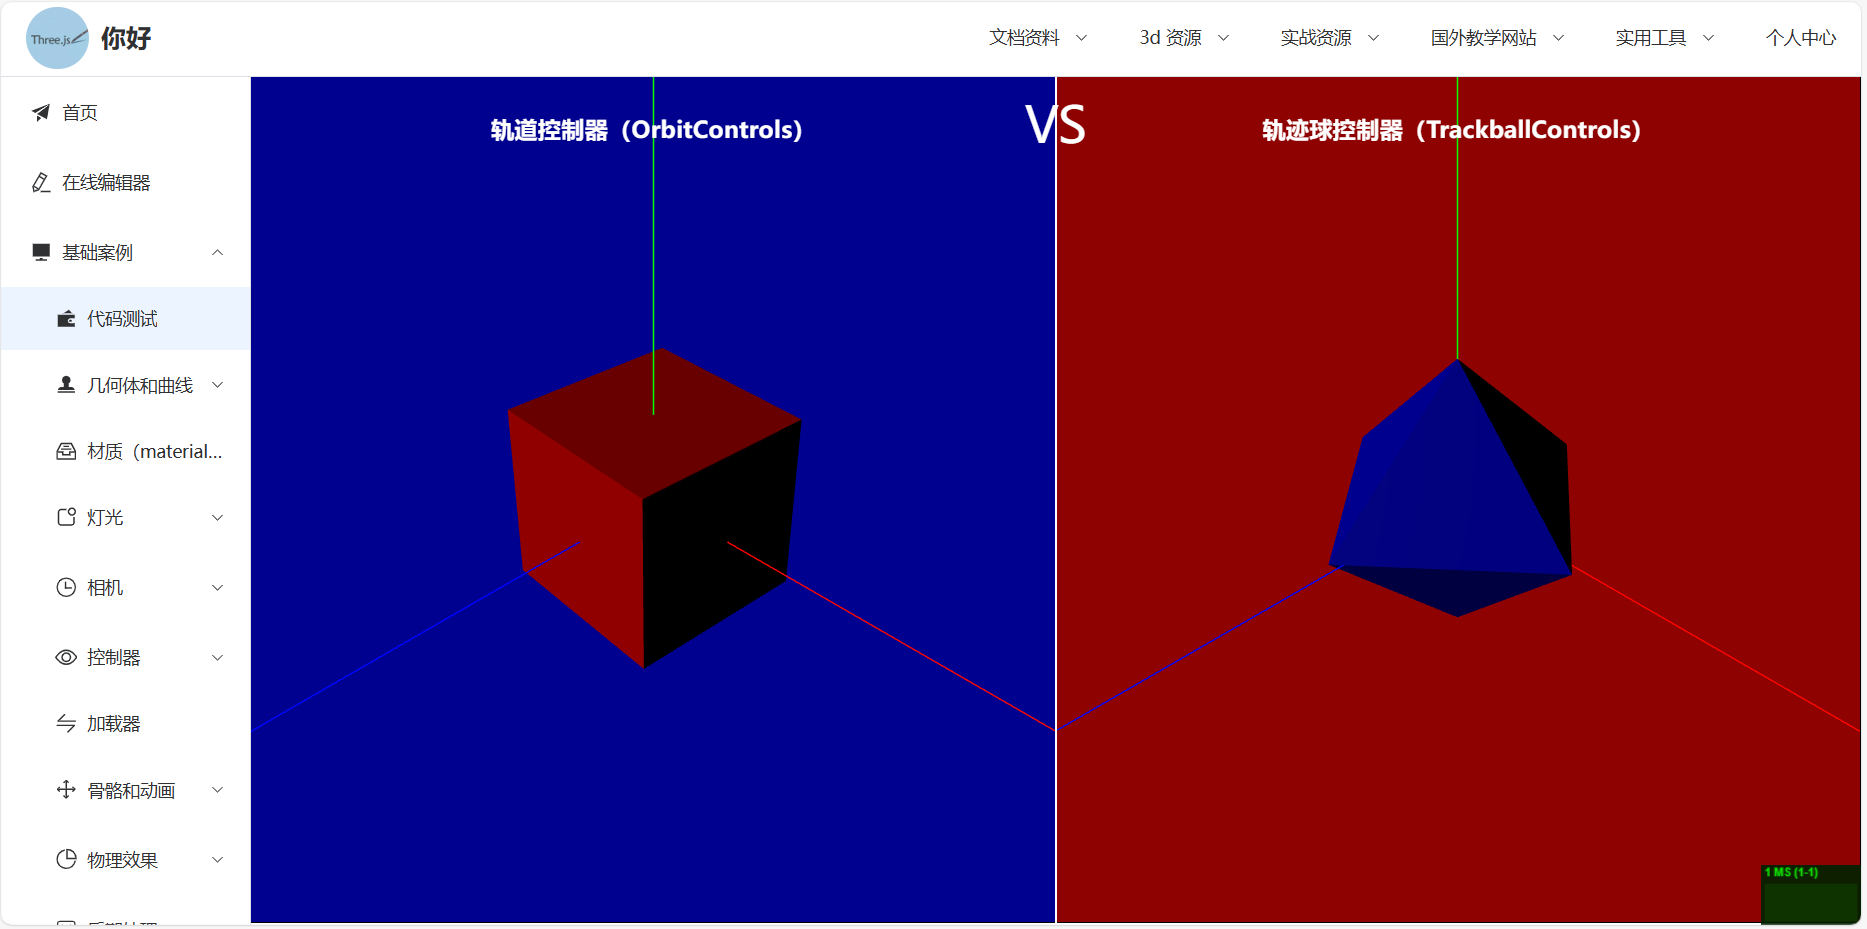 Three.js
你好
文档资料
3d 资源
实战资源
国外教学网站
实用工具
个人中心
首页
在线编辑器
基础案例
代码测试
几何体和曲线
材质（material...
灯光
相机
控制器
加载器
骨骼和动画
物理效果
轨道控制器（OrbitControls）
VS
轨迹球控制器（TrackballControls）
1 MS (1-1)